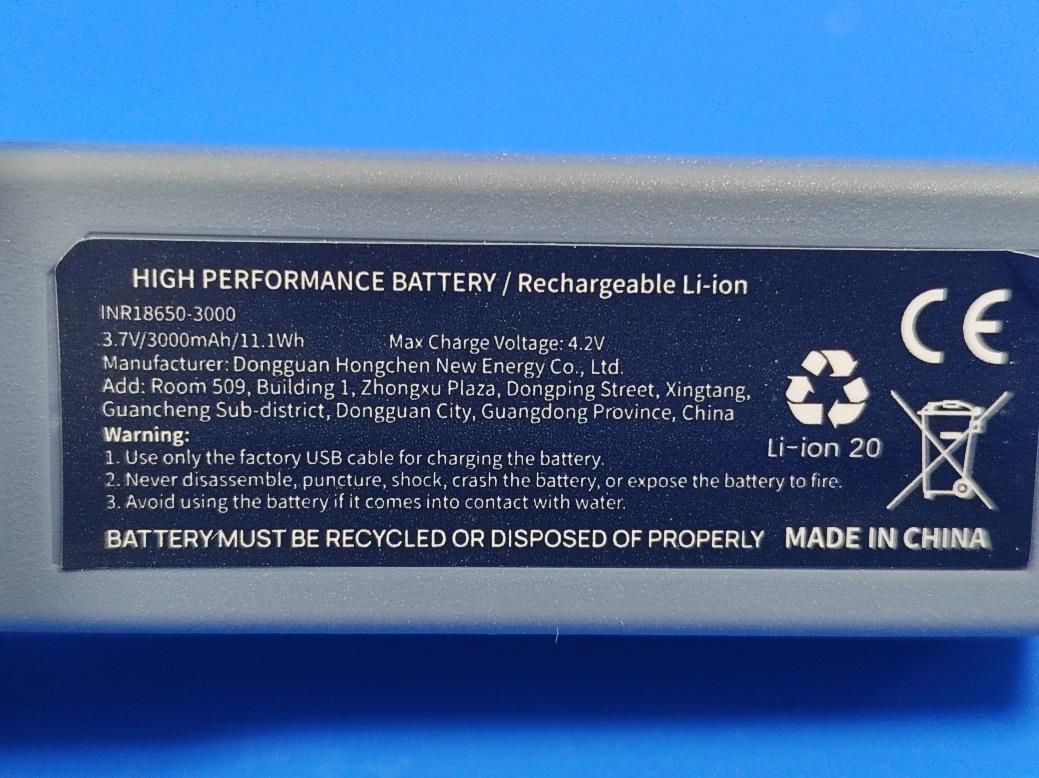 HIGH PERFORMANCE BATTERY / Rechargeable Li-ion
INR18650-3000
3.7V/3000mAh/11.1Wh Max Charge Voltage: 4.2V
Manufacturer: Dongguan Hongchen New Energy Co., Ltd.
Add: Room 509, Building 1, Zhongxu Plaza, Dongping Street, Xingtang,
Guancheng Sub-district, Dongguan City, Guangdong Province, China
Warning:
1. Use only the factory USB cable for charging the battery.
2. Never disassemble, puncture, shock, crash the battery, or expose the battery to fire.
3. Avoid using the battery if it comes into contact with water.
BATTERY MUST BE RECYCLED OR DISPOSED OF PROPERLY
CE
Li-ion 20
MADE IN CHINA